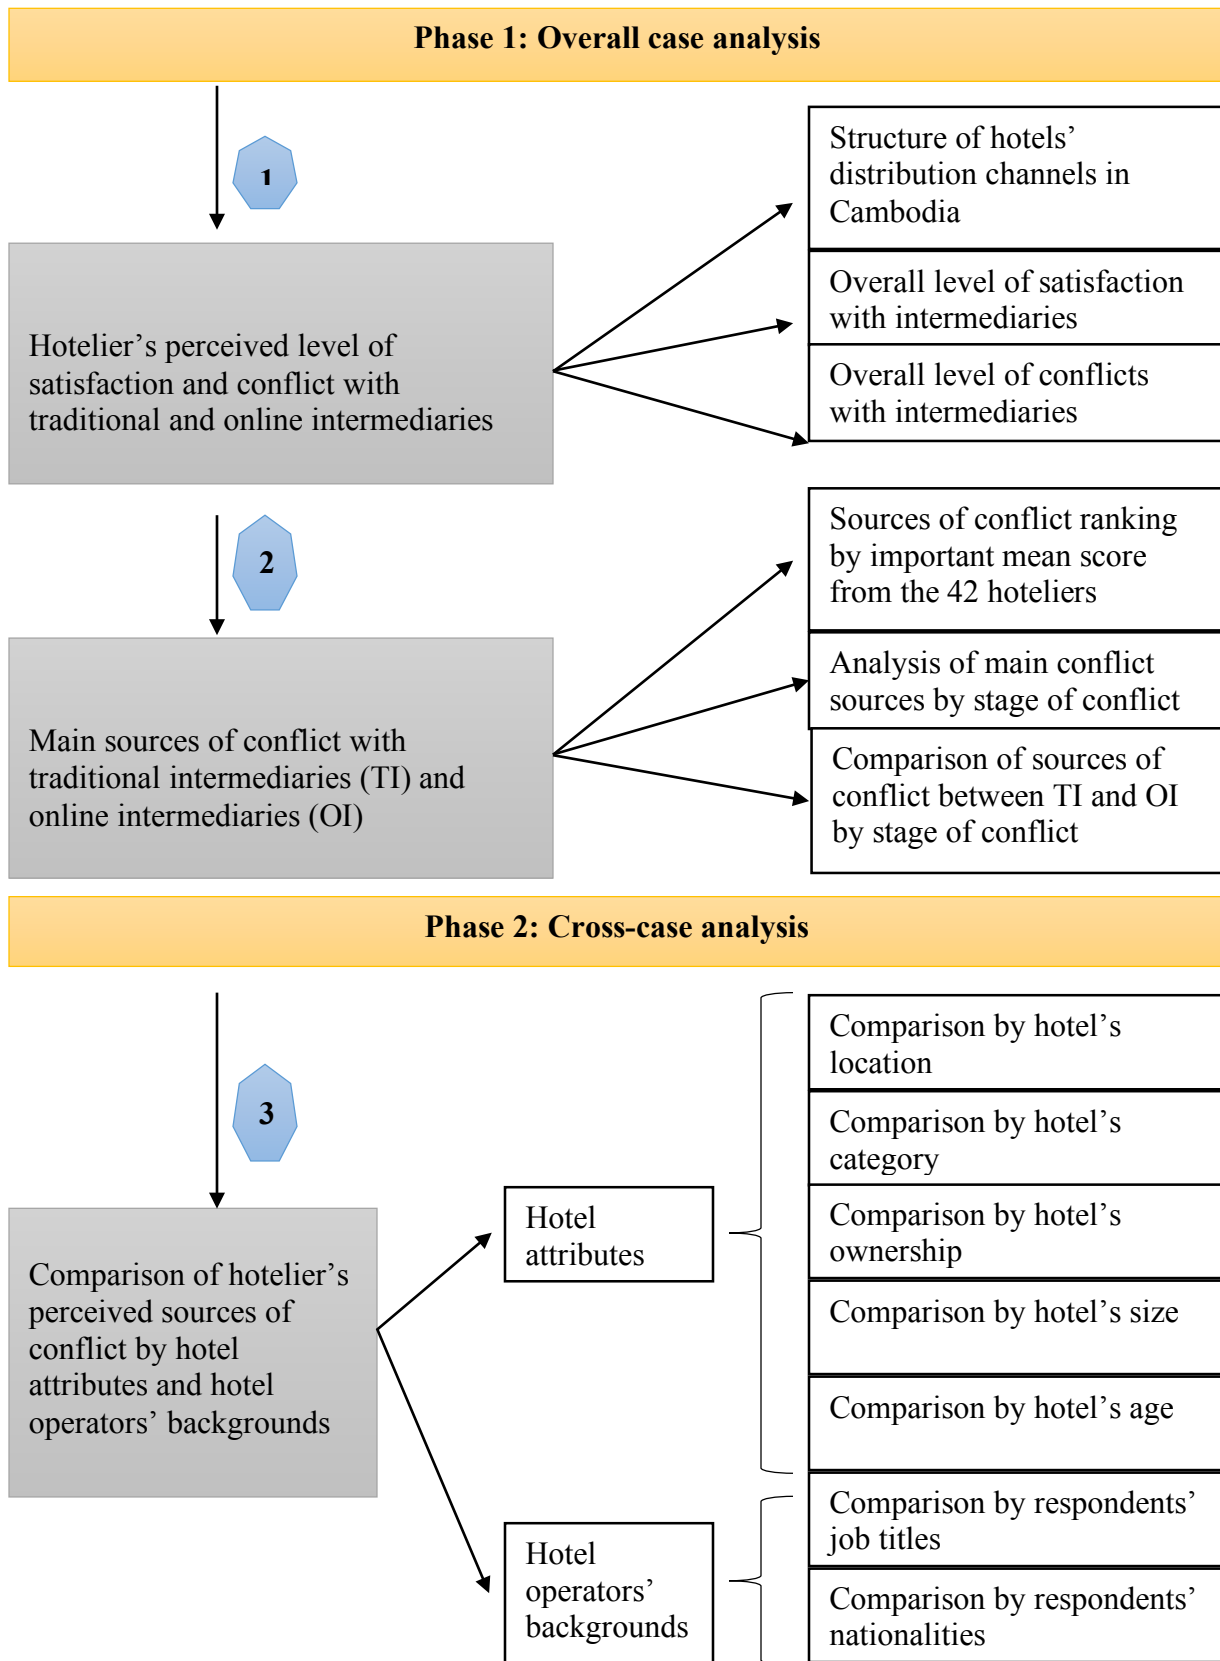 Phase 1: Overall case analysis
1
Structure of hotels’
distribution channels in
Cambodia
Overall level of satisfaction
with intermediaries
Overall level of conflicts
with intermediaries
Hotelier’s perceived level of
satisfaction and conflict with
traditional and online intermediaries
2
Sources of conflict ranking
by important mean score
from the 42 hoteliers
Analysis of main conflict
sources by stage of conflict
Comparison of sources of
conflict between TI and OI
by stage of conflict
Main sources of conflict with
traditional intermediaries (TI) and
online intermediaries (OI)
Phase 2: Cross-case analysis
3
Comparison of hotelier’s
perceived sources of
conflict by hotel
attributes and hotel
operators’ backgrounds
Hotel
attributes
Comparison by hotel’s
location
Comparison by hotel’s
category
Comparison by hotel’s
ownership
Comparison by hotel’s size
Comparison by hotel’s age
Hotel
operators’
backgrounds
Comparison by respondents’
job titles
Comparison by respondents’
nationalities